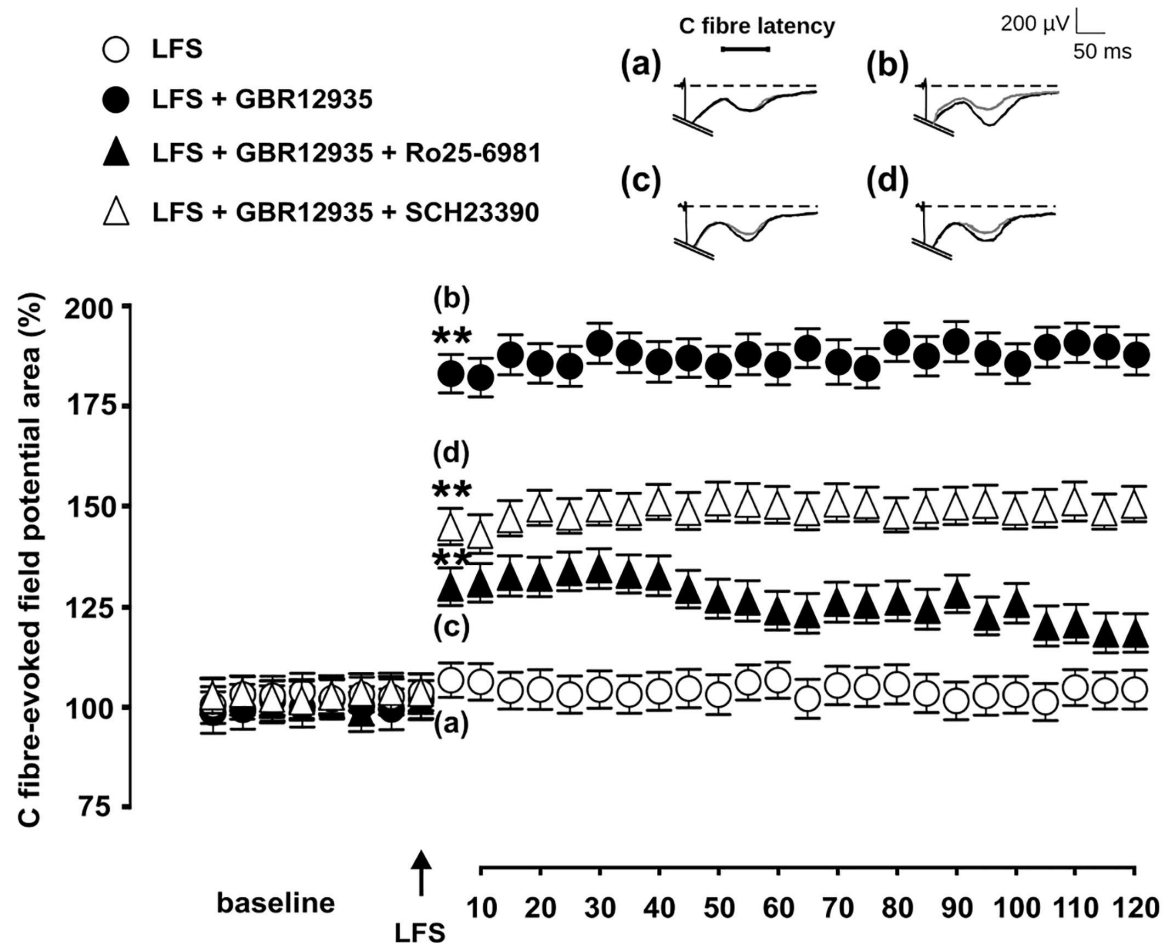 LFS
LFS + GBR12935
LFS + GBR12935 + Ro25-6981
LFS + GBR12935 + SCH23390
C fibre latency
200 µV
50 ms
(a)
(b)
(c)
(d)
C fibre-evoked field potential area (%)
200
175
150
125
100
75
(b)
**
(d)
**
**
(c)
(a)
baseline
LFS
10 20 30 40 50 60 70 80 90 100 110 120